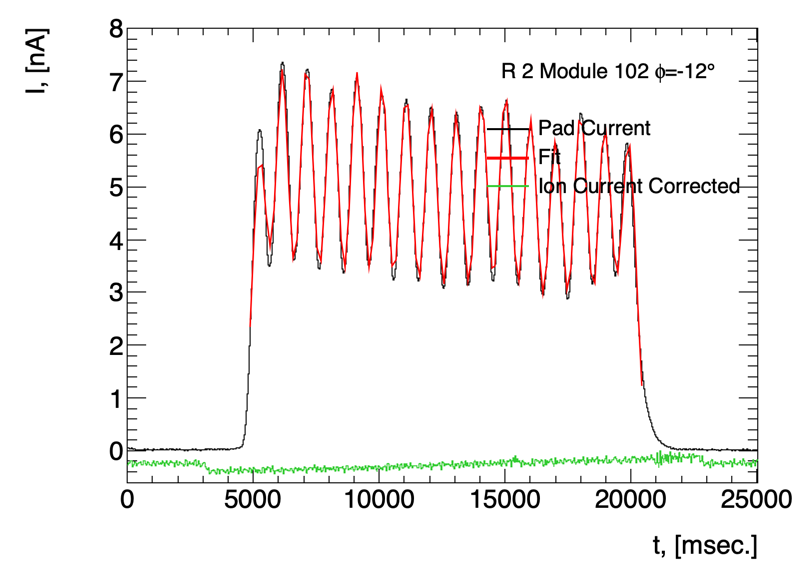 I, [nA]
8
7
6
5
4
3
2
1
0
R 2 Module 102 ϕ=-12°
Pad Current
Fit
Ion Current Corrected
0 5000 10000 15000 20000 25000
t, [msec.]